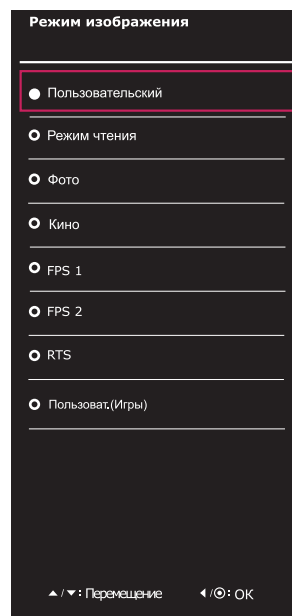 Режим изображения
Пользовательский
Режим чтения
Фото
Кино
FPS 1
FPS 2
RTS
Пользоват.(Игры)
▲/▼: Перемещение ◀/⦿: OK